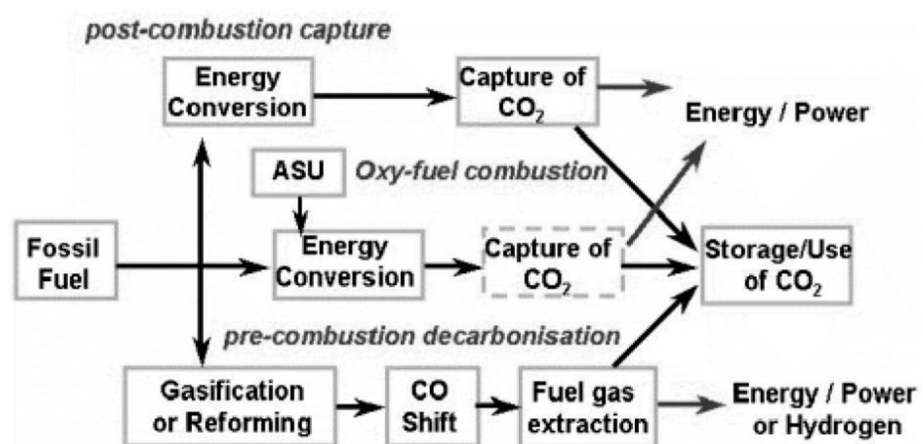 post-combustion capture
Energy
Conversion
Capture of
CO₂
Energy / Power
ASU
Oxy-fuel combustion
Fossil
Fuel
Energy
Conversion
Capture of
CO₂
Storage/Use
of CO₂
pre-combustion decarbonisation
Gasification
or Reforming
CO
Shift
Fuel gas
extraction
Energy / Power
or Hydrogen